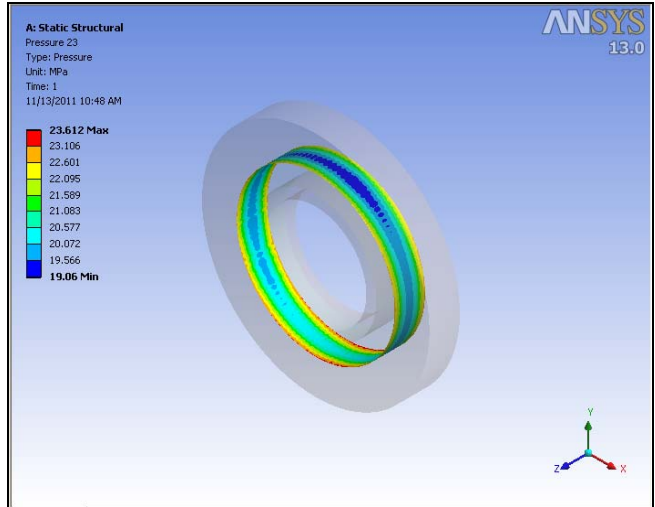 A: Static Structural
Pressure 23
Type: Pressure
Unit: MPa
Time: 1
11/13/2011 10:48 AM
23.612 Max
23.106
22.601
22.095
21.589
21.083
20.577
20.072
19.566
19.06 Min
ANSYS
13.0
Y
Z
X